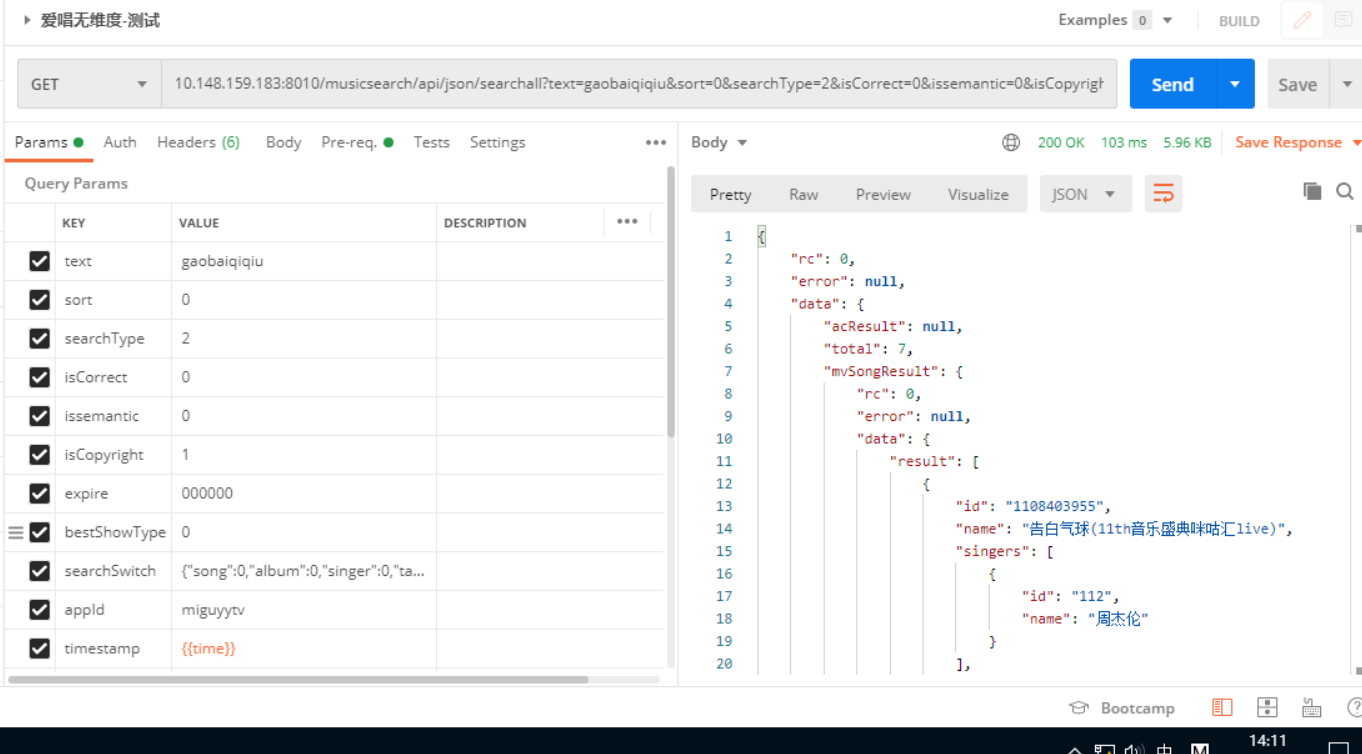 爱唱无维度-测试
Examples 0
BUILD
GET
10.148.159.183:8010/musicsearch/api/json/searchall?text=gaobaiqiqiu&sort=0&searchType=2&isCorrect=0&issemantic=0&isCopyrigh
Send
Save
Params Auth Headers (6) Body Pre-req. Tests Settings •••
Query Params
KEY VALUE DESCRIPTION •••
text gaobaiqiqiu
sort 0
searchType 2
isCorrect 0
issemantic 0
isCopyright 1
expire 000000
bestShowType 0
searchSwitch {"song":0,"album":0,"singer":0,"ta...
appId miguyytv
timestamp {{time}}
Body 200 OK 103 ms 5.96 KB Save Response
Pretty Raw Preview Visualize JSON
1 {
2 "rc": 0,
3 "error": null,
4 "data": {
5 "acResult": null,
6 "total": 7,
7 "mvSongResult": {
8 "rc": 0,
9 "error": null,
10 "data": {
11 "result": [
12 {
13 "id": "1108403955",
14 "name": "告白气球(11th音乐盛典咪咕汇live)",
15 "singers": [
16 {
17 "id": "112",
18 "name": "周杰伦"
19 }
20 ],
Bootcamp
中 M 14:11